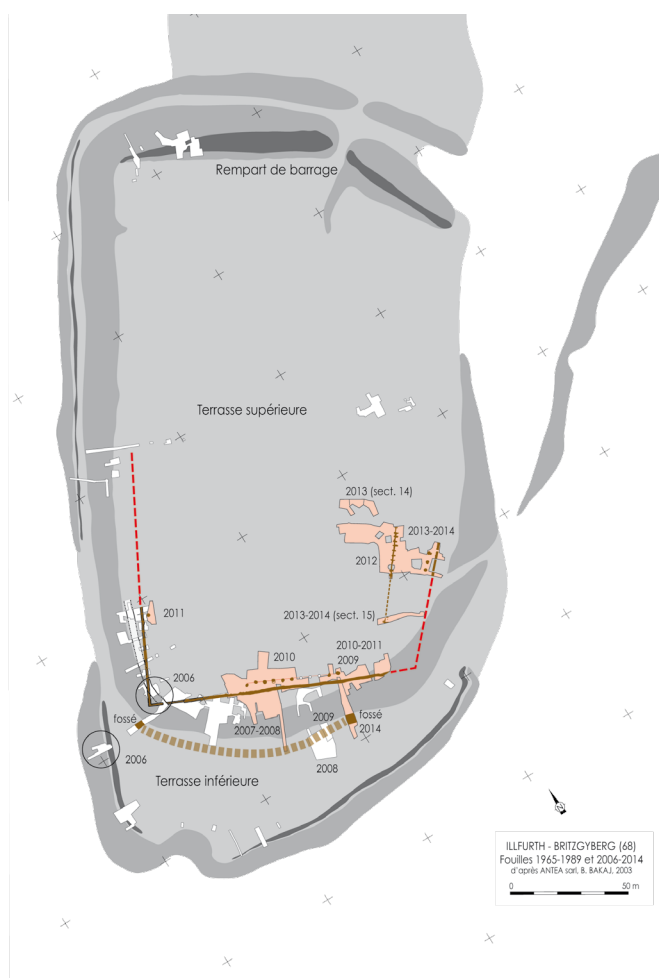 Rempart de barrage
Terrasse supérieure
2013 (sect. 14)
2013-2014
2012
2013-2014 (sect. 15)
2011
2010-2011
2010
2009
2006
fossé
2007-2008
2009
fossé
2014
2006
2008
Terrasse inférieure
N
ILLFURTH - BRITZGYBERG (68)
Fouilles 1965-1989 et 2006-2014
d'après ANTEA sarl, B. BAKAJ, 2003
0 50 m